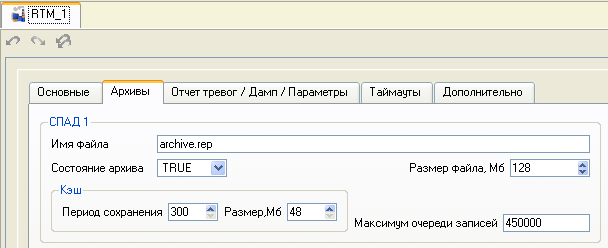 RTM_1
Основные Архивы Отчет тревог / Дамп / Параметры Таймауты Дополнительно
СПАД 1
Имя файла archive.rep
Состояние архива TRUE Размер файла, Мб 128
Кэш
Период сохранения 300 Размер,Мб 48
Максимум очереди записей 450000